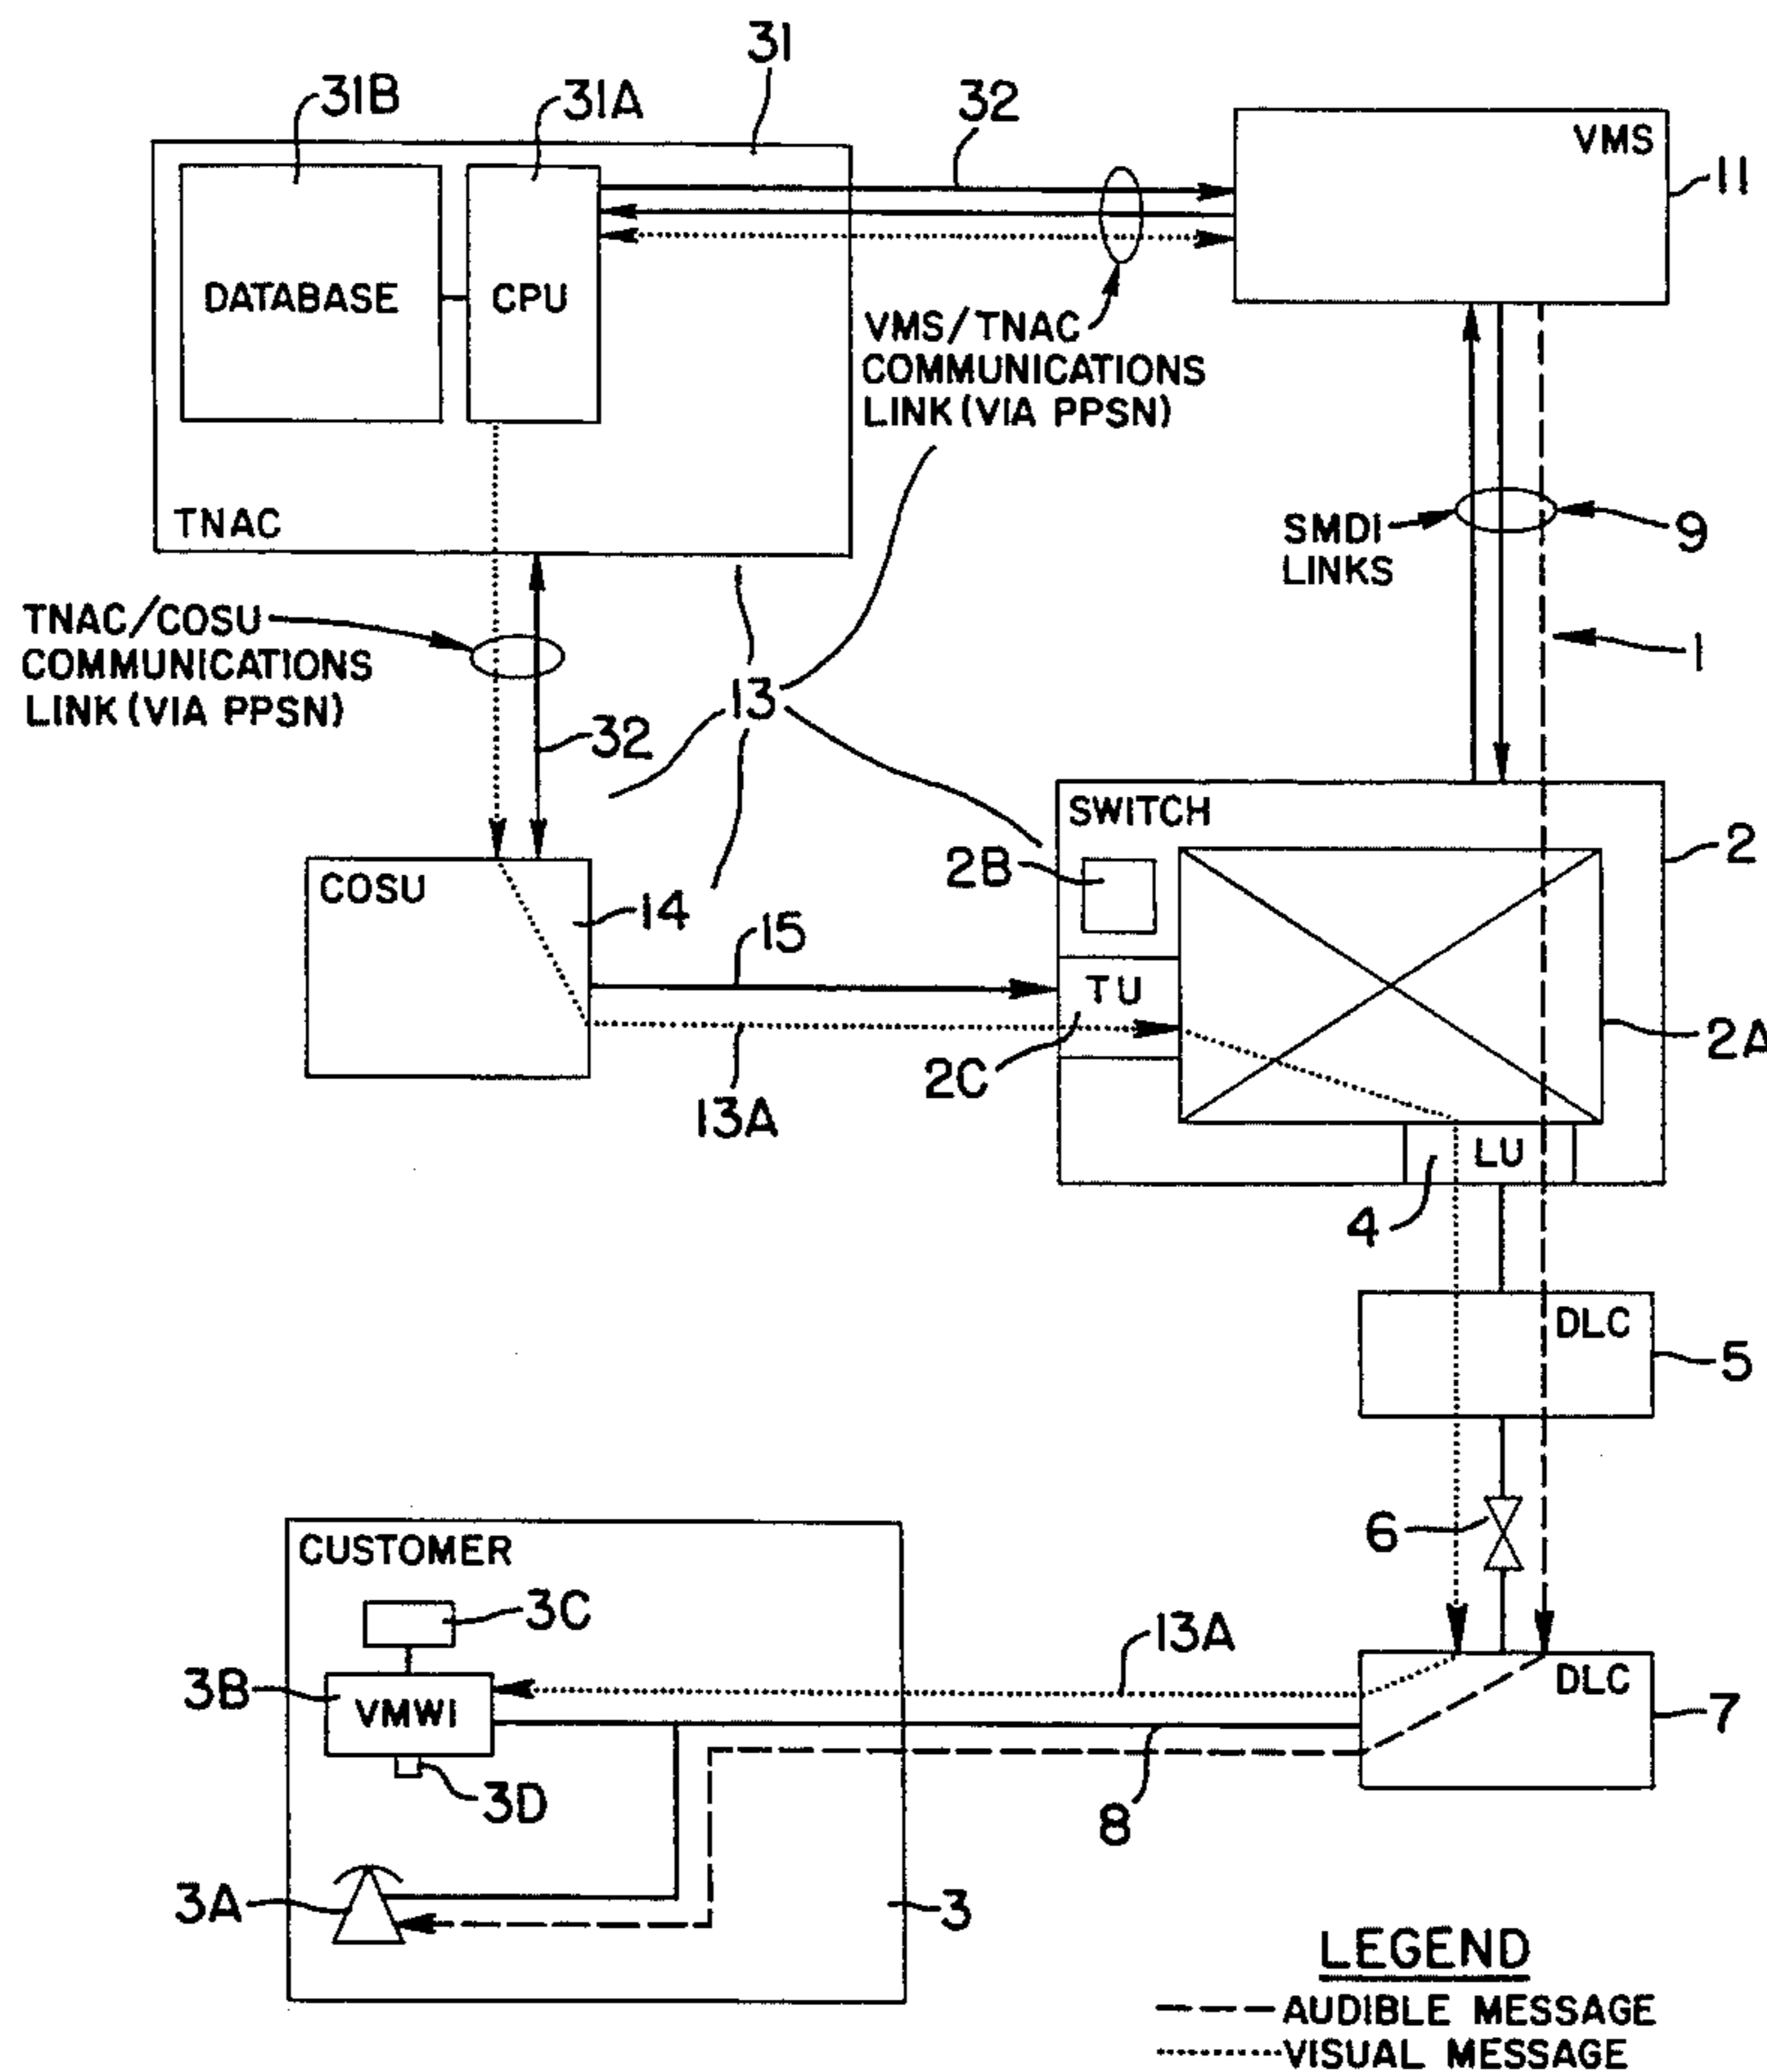 31
31B
31A
32
VMS
11
DATABASE
CPU
VMS/TNAC
COMMUNICATIONS
LINK (VIA PPSN)
TNAC
SMDI
LINKS
9
TNAC/COSU
COMMUNICATIONS
LINK (VIA PPSN)
1
13
32
SWITCH
2
2B
COSU
14
15
TU
2A
2C
13A
LU
4
DLC
5
6
CUSTOMER
3C
13A
3B
VMWI
DLC
7
3D
8
3A
3
LEGEND
AUDIBLE MESSAGE
VISUAL MESSAGE